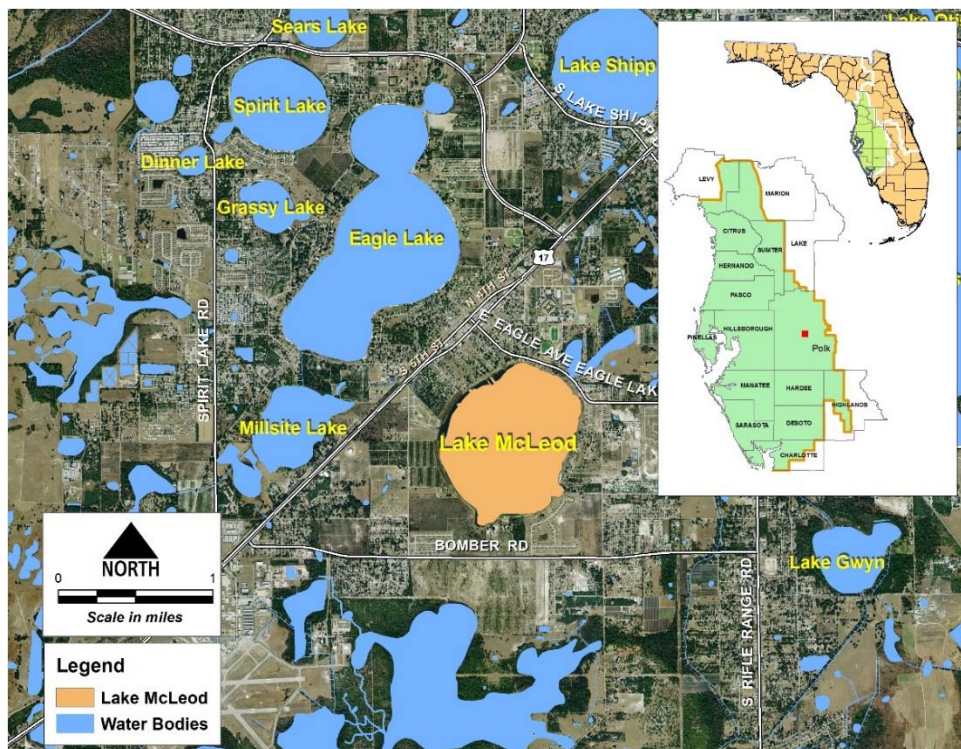 Sears Lake
Lake Shipp
S LAKE SHIPP
Spirit Lake
Dinner Lake
Grassy Lake
Eagle Lake
17
N 4TH ST
S 5TH ST
E EAGLE AVE EAGLE LAK
SPIRIT LAKE RD
Millsite Lake
Lake McLeod
BOMBER RD
Lake Gwyn
S RIFLE RANGE RD
LEVY
MARION
CITRUS
SUMTER
LAKE
HERNANDO
PASCO
PINELLAS
HILLSBOROUGH
Polk
MANATEE
HARDEE
HIGHLANDS
SARASOTA
DESOTO
CHARLOTTE
NORTH
0 1
Scale in miles
Legend
Lake McLeod
Water Bodies